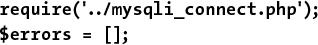 require('../mysqli_connect.php');
$errors = [];